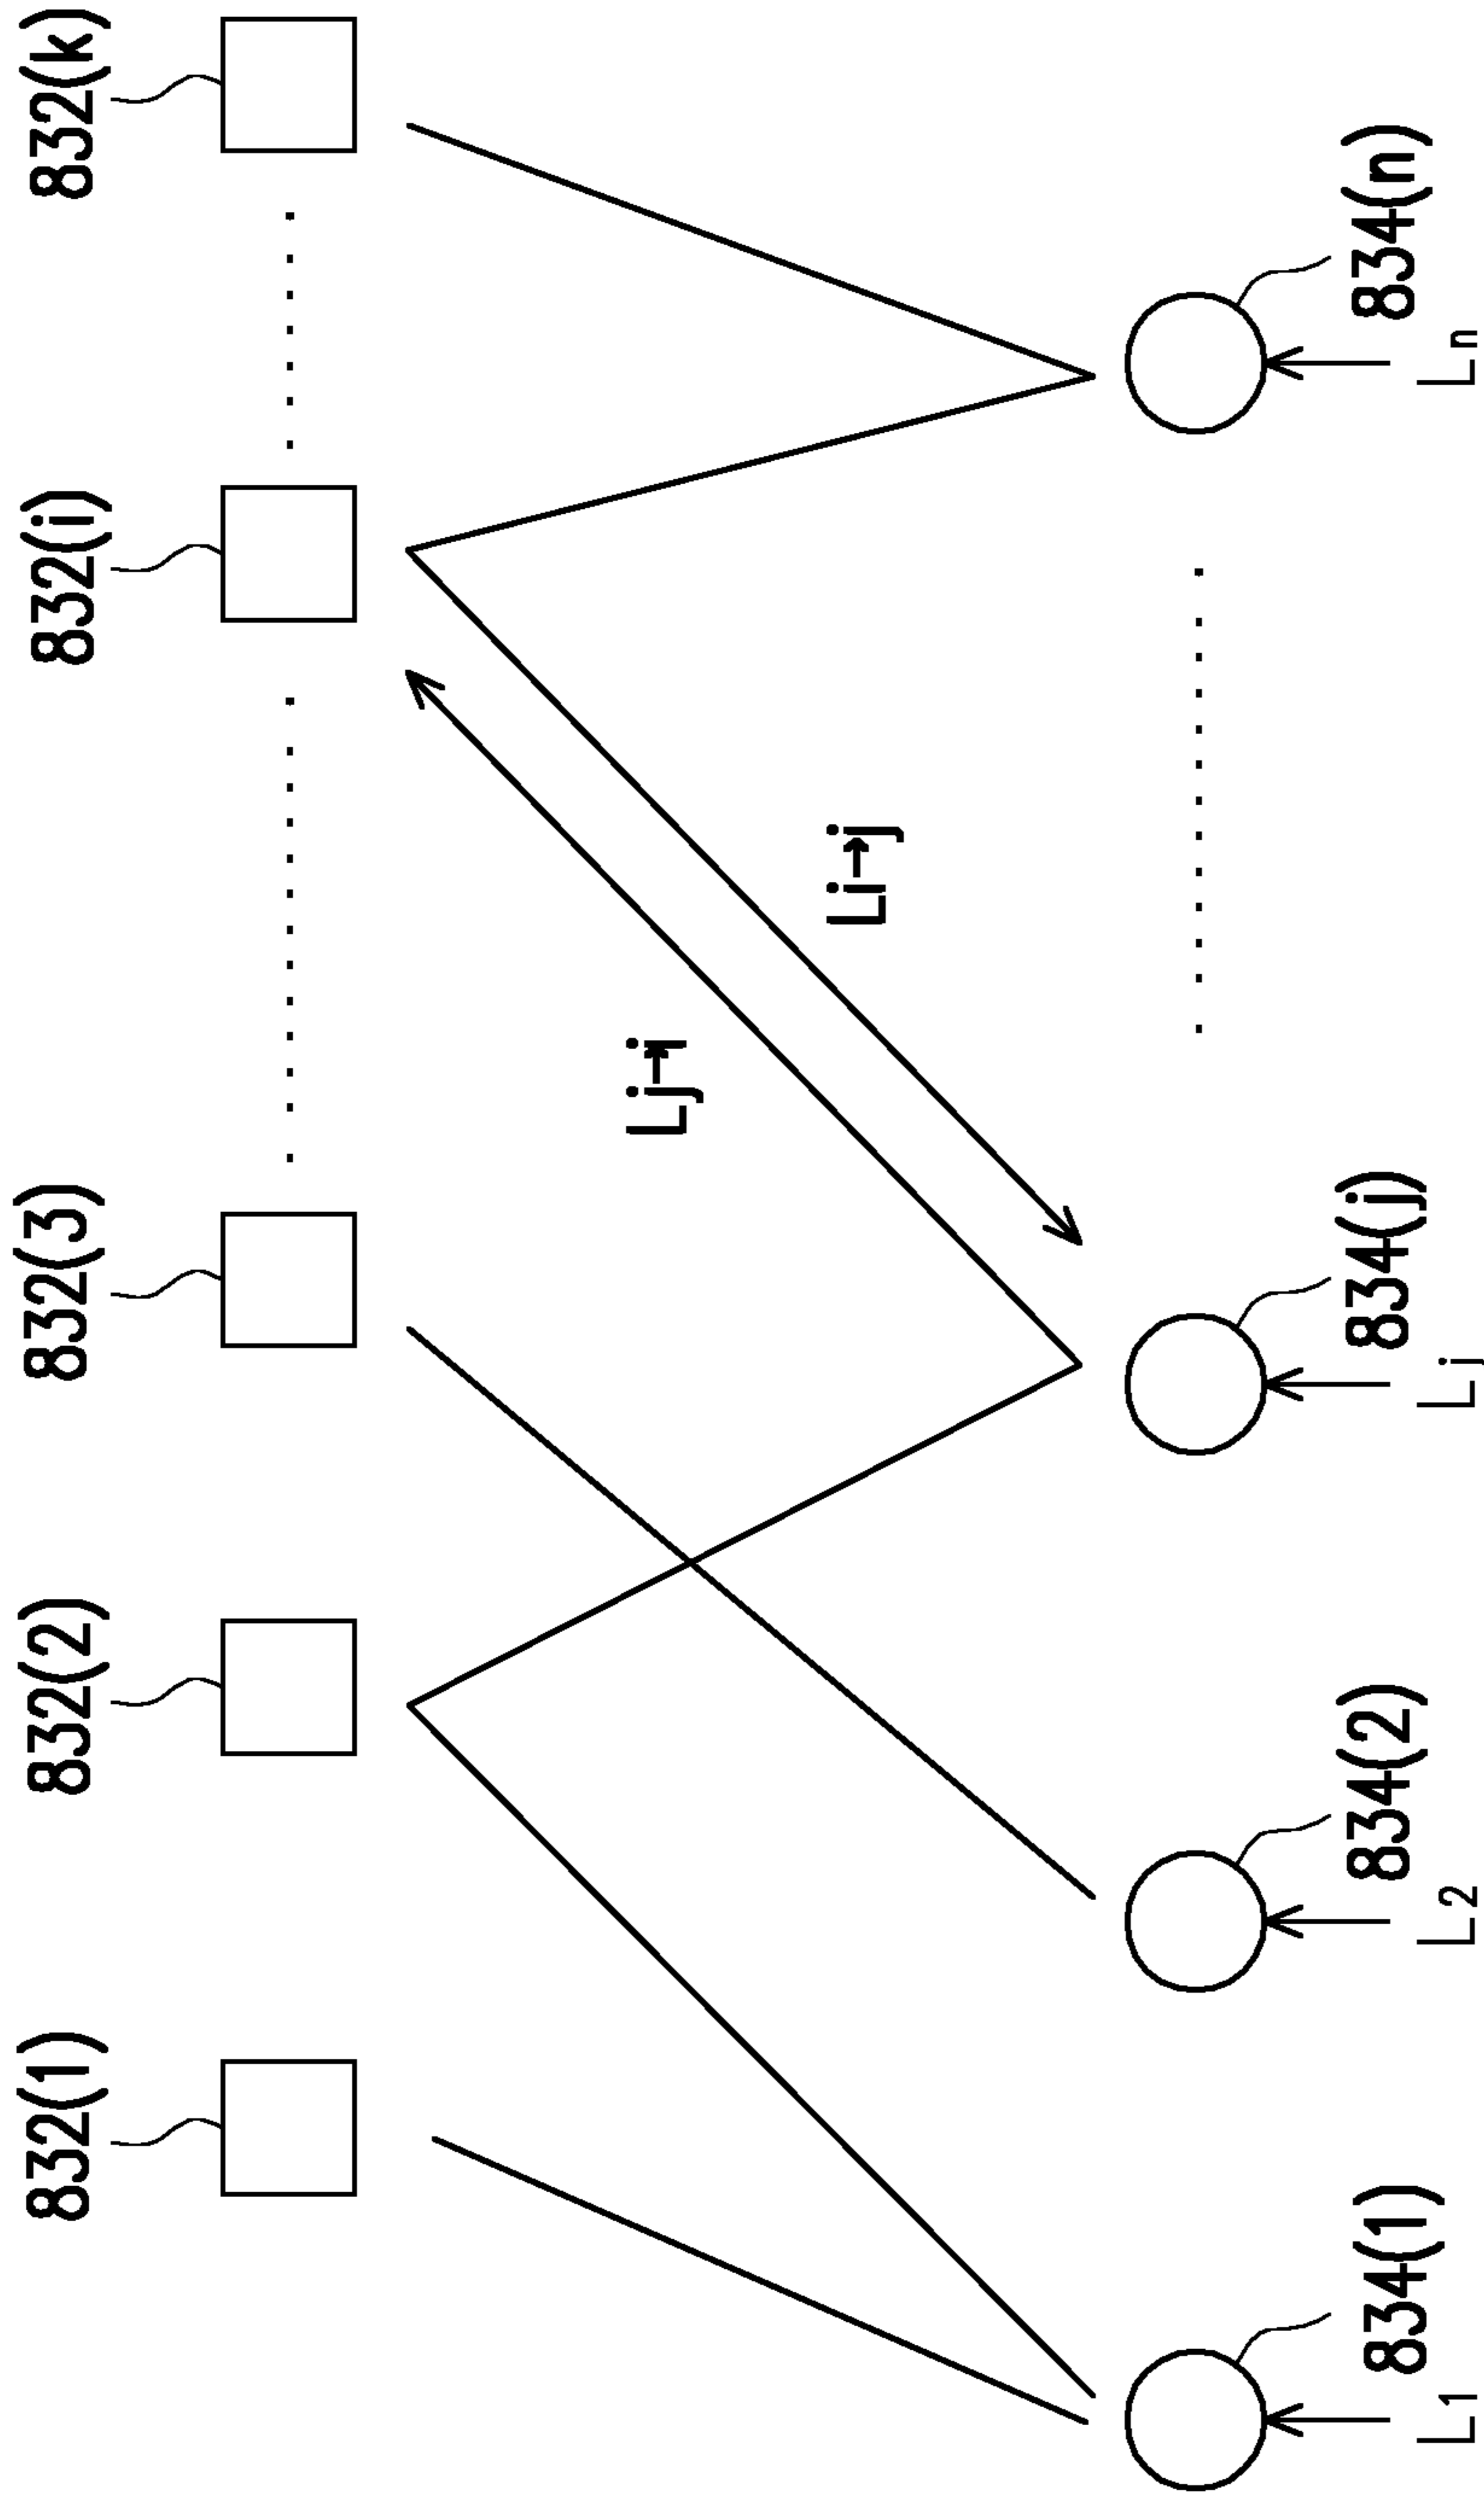 832(1) 832(2) 832(3) 832(i) 832(k)
Lj→i
Li→j
834(1) 834(2) 834(j) 834(n)
L1 L2 Lj Ln